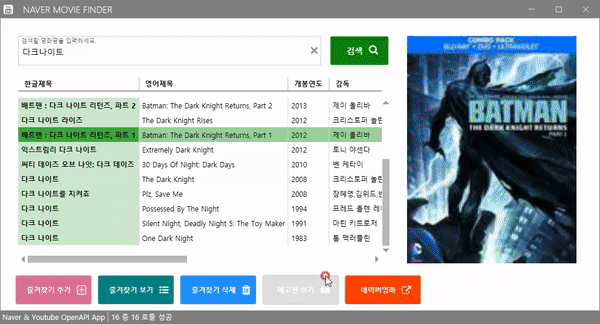 NAVER MOVIE FINDER
검색할 영화명을 입력하세요.
다크나이트
검색
한글제목 영어제목 개봉연도 감독
배트맨 : 다크 나이트 리턴즈, 파트 2 Batman: The Dark Knight Returns, Part 2 2013 제이 올리바
다크 나이트 라이즈 The Dark Knight Rises 2012 크리스토퍼 놀란
배트맨 : 다크 나이트 리턴즈, 파트 1 Batman: The Dark Knight Returns, Part 1 2012 제이 올리바
익스트림리 다크 나이트 Extremely Dark Knight 2012 토니 야센다
써티 데이즈 오브 나잇: 다크 데이즈 30 Days Of Night: Dark Days 2010 벤 케타이
다크 나이트 The Dark Knight 2008 크리스토퍼 놀란
다크 나이트를 지켜죠 Plz, Save Me 2008 장혜영,김위드,빈
다크 나이트 Possessed By The Night 1994 프레드 올렌 레이
다크 나이트 Silent Night, Deadly Night 5: The Toy Maker 1991 마틴 키트로저
다크 나이트 One Dark Night 1983 톰 맥러플린
COMBO PACK
BLU-RAY + DVD + ULTRAVIOLET
BATMAN
THE DARK KNIGHT RETURNS
PART 1
즐겨찾기 추가 즐겨찾기 보기 즐겨찾기 삭제 예고편 보기 네이버영화
Naver & Youtube OpenAPI App 16 중 16 호출 성공